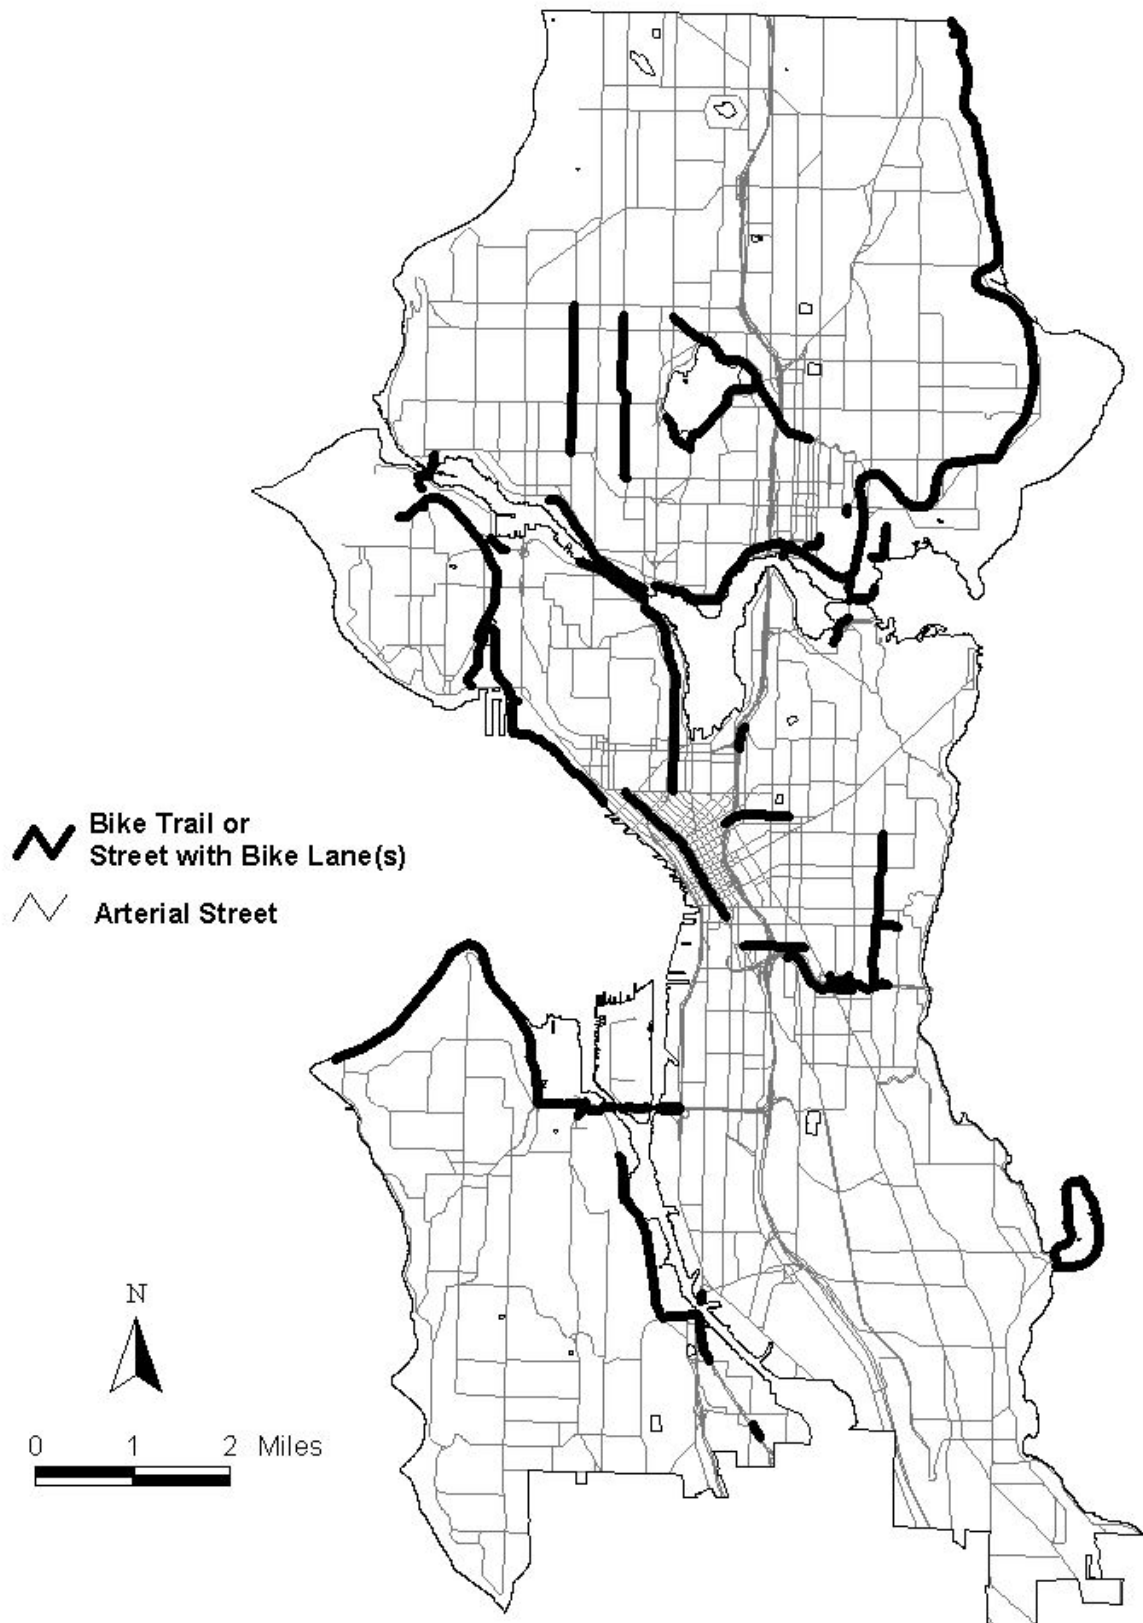 Bike Trail or
Street with Bike Lane(s)
Arterial Street
N
0 1 2 Miles